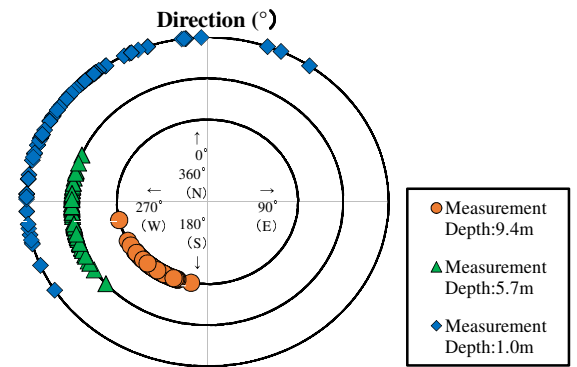 Direction (°)
↑
0°
360°
(N)
←
270°
(W)
→
90°
(E)
180°
(S)
↓
Measurement
Depth:9.4m
Measurement
Depth:5.7m
Measurement
Depth:1.0m